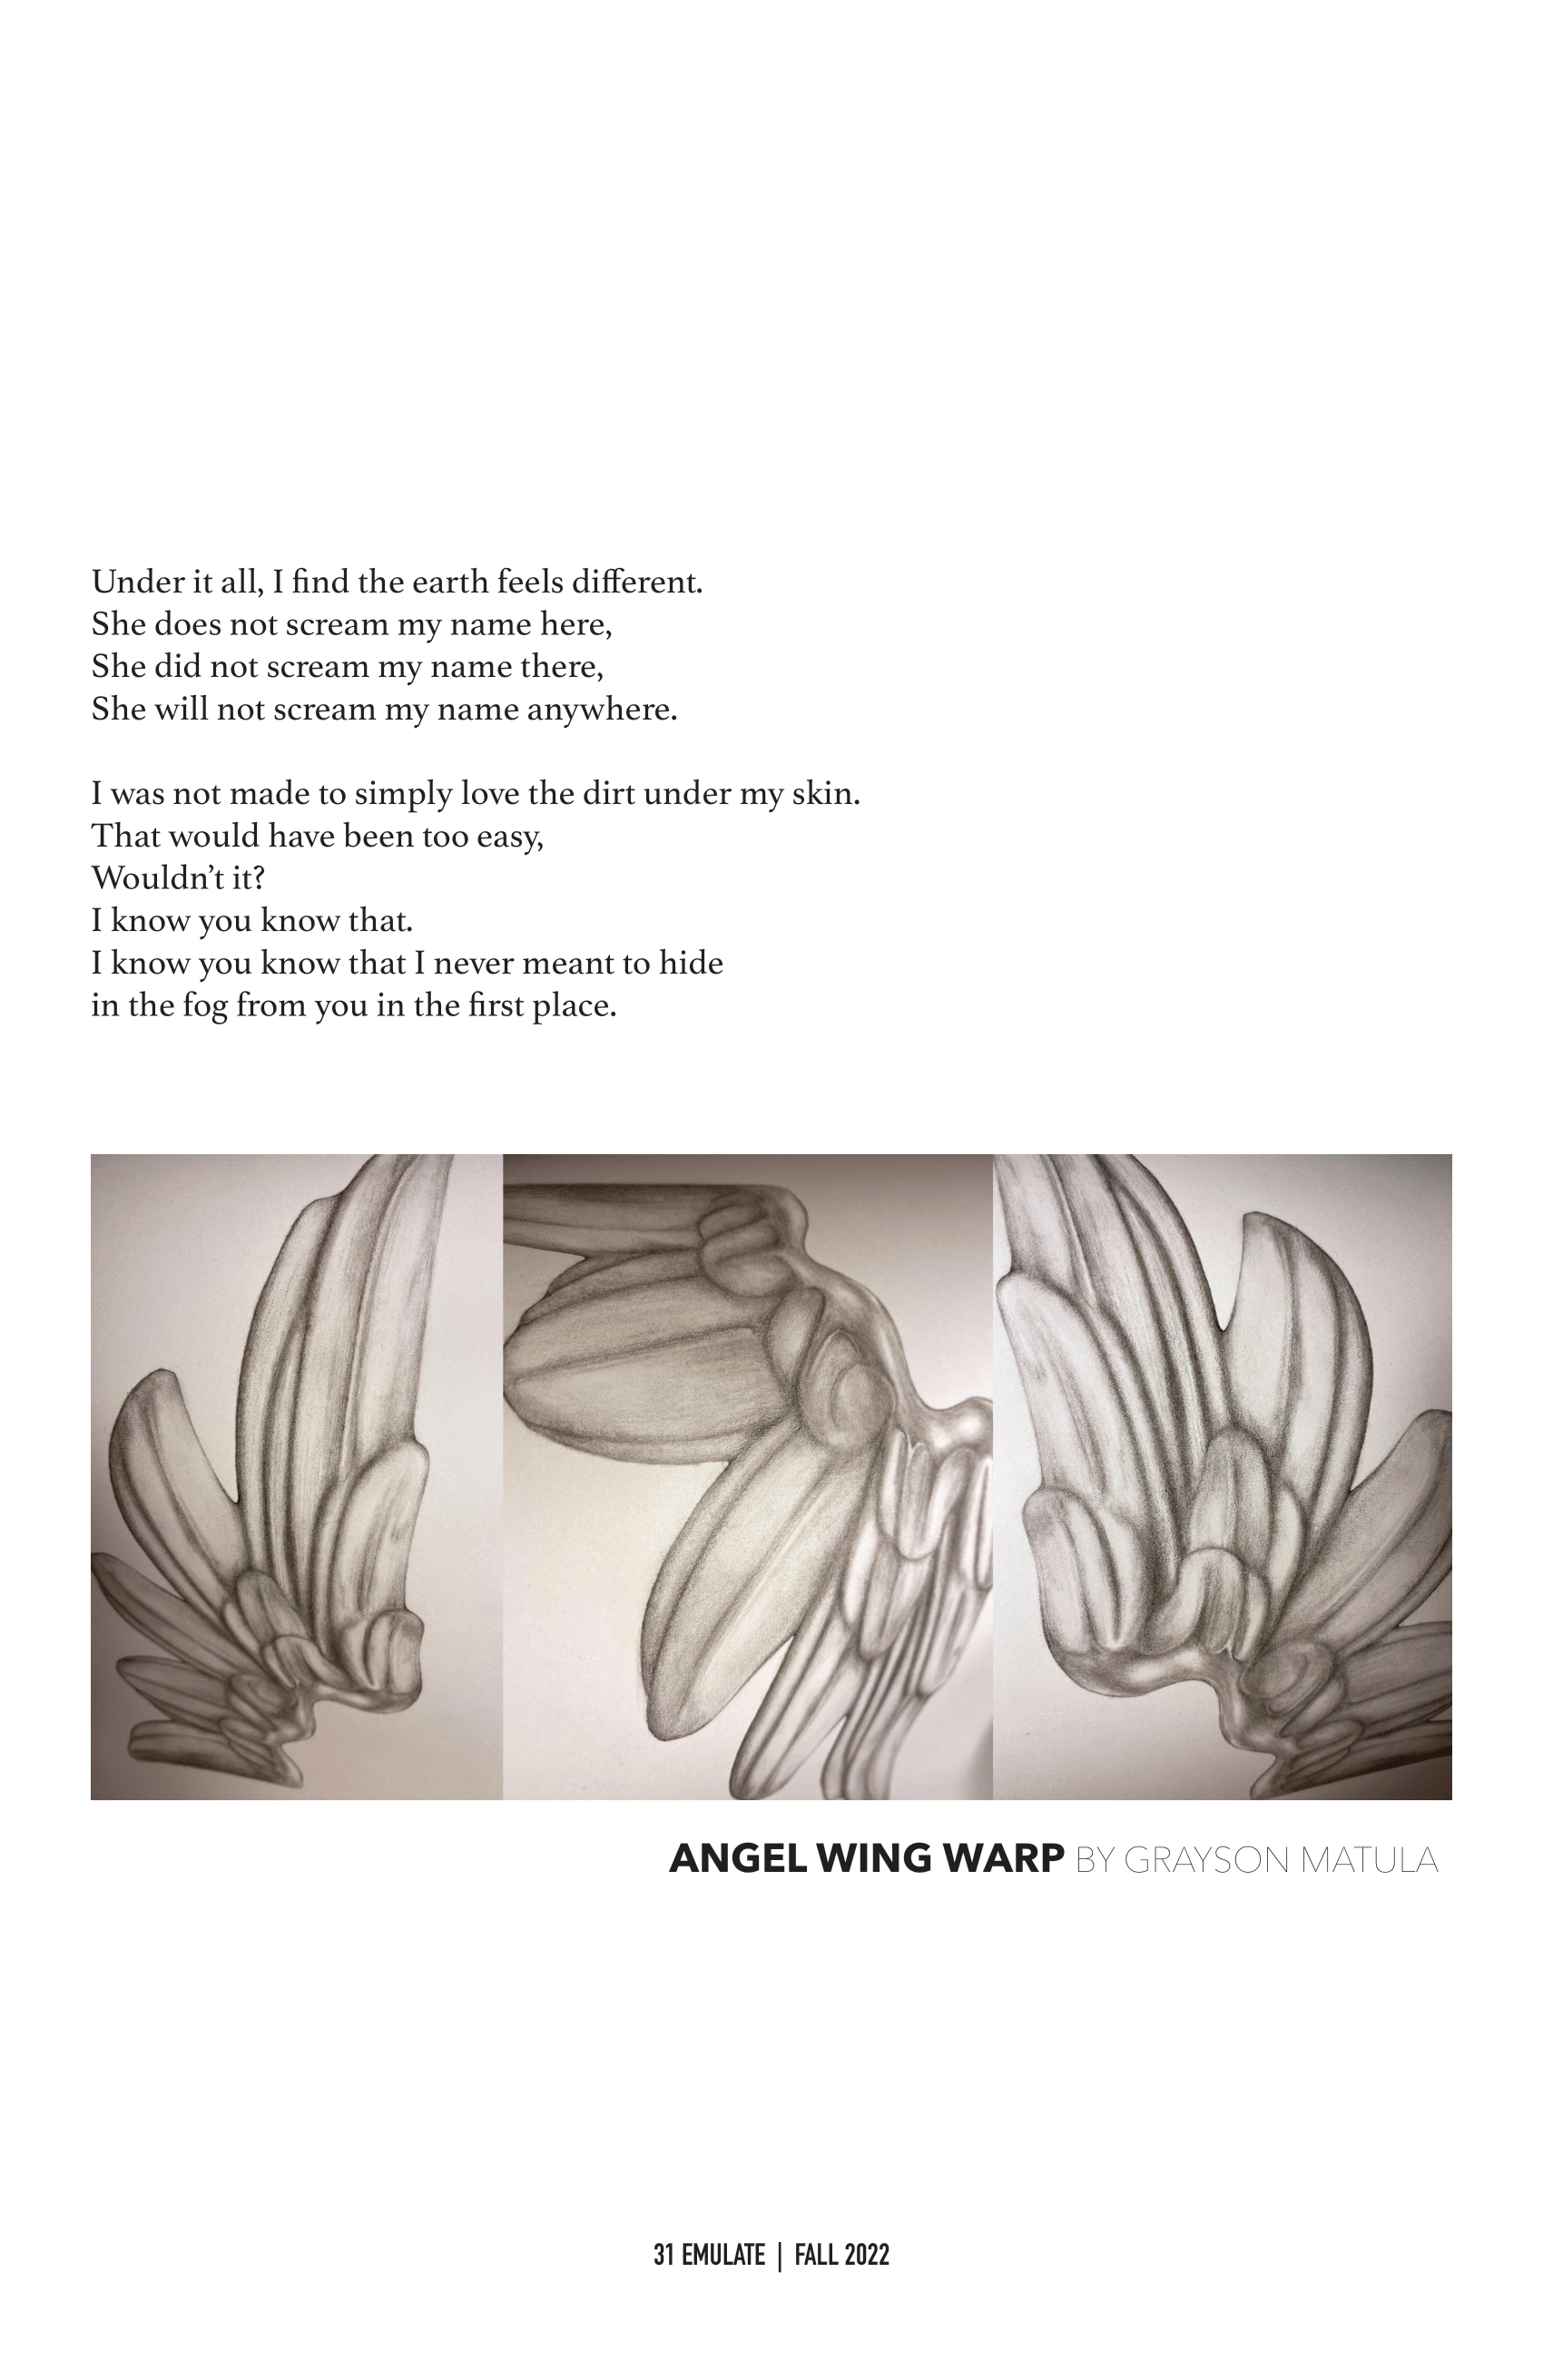 Under it all, I find the earth feels different.
She does not scream my name here,
She did not scream my name there,
She will not scream my name anywhere.
I was not made to simply love the dirt under my skin.
That would have been too easy,
Wouldn’t it?
I know you know that.
I know you know that I never meant to hide
in the fog from you in the first place.
ANGEL WING WARP BY GRAYSON MATULA
31 EMULATE | FALL 2022